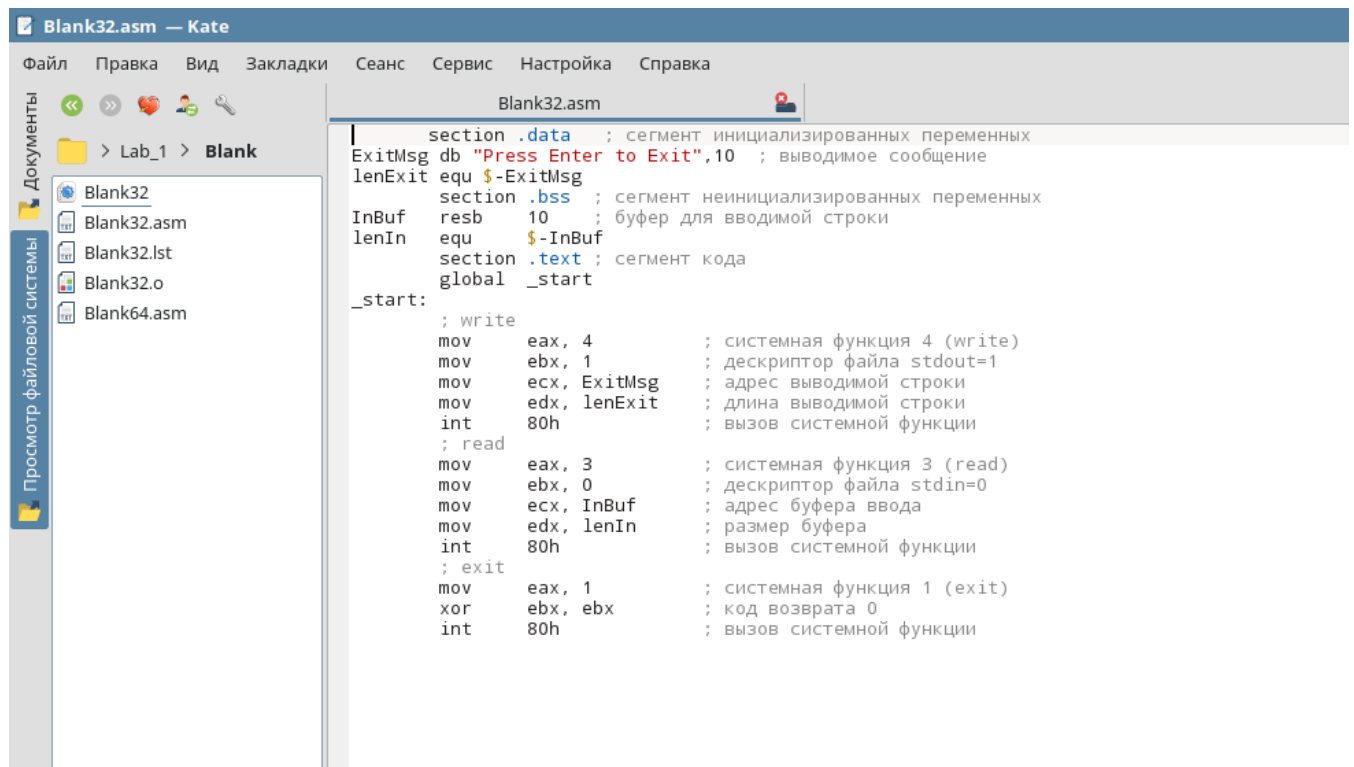 Blank32.asm — Kate
Файл Правка Вид Закладки Сеанс Сервис Настройка Справка
Документы
Просмотр файловой системы
> Lab_1 > Blank
Blank32
Blank32.asm
Blank32.lst
Blank32.o
Blank64.asm
Blank32.asm
section .data ; сегмент инициализированных переменных
ExitMsg db "Press Enter to Exit",10 ; выводимое сообщение
lenExit equ $-ExitMsg
section .bss ; сегмент неинициализированных переменных
InBuf resb 10 ; буфер для вводимой строки
lenIn equ $-InBuf
section .text ; сегмент кода
global _start
_start:
; write
mov eax, 4 ; системная функция 4 (write)
mov ebx, 1 ; дескриптор файла stdout=1
mov ecx, ExitMsg ; адрес выводимой строки
mov edx, lenExit ; длина выводимой строки
int 80h ; вызов системной функции
; read
mov eax, 3 ; системная функция 3 (read)
mov ebx, 0 ; дескриптор файла stdin=0
mov ecx, InBuf ; адрес буфера ввода
mov edx, lenIn ; размер буфера
int 80h ; вызов системной функции
; exit
mov eax, 1 ; системная функция 1 (exit)
xor ebx, ebx ; код возврата 0
int 80h ; вызов системной функции